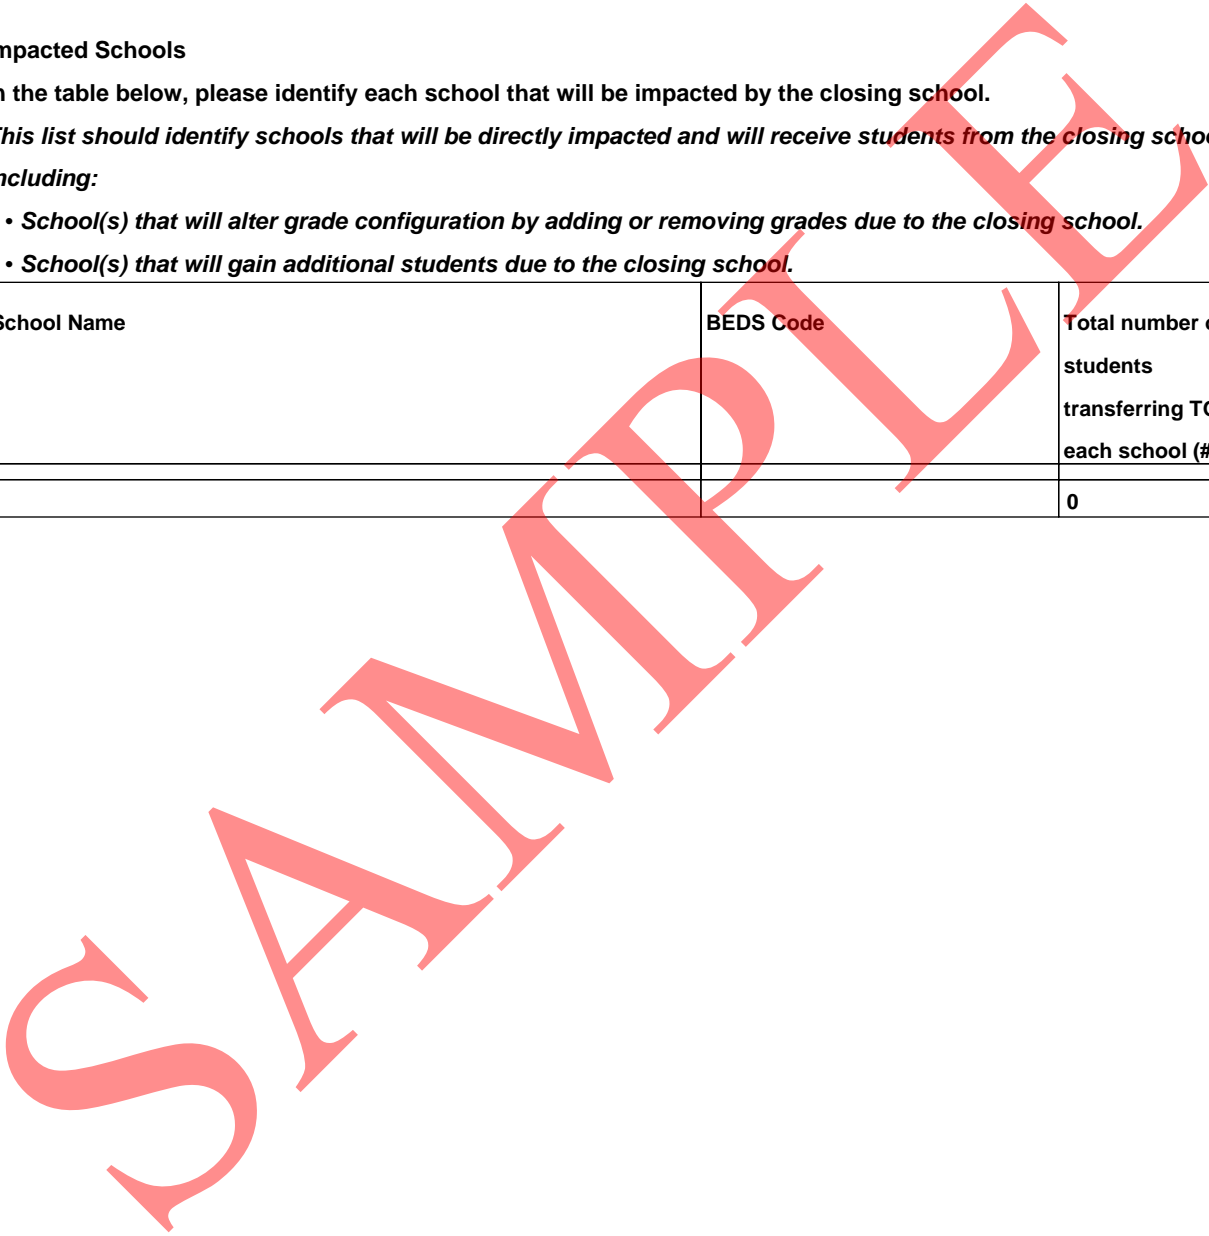 mpacted Schools
n the table below, please identify each school that will be impacted by the closing school.
This list should identify schools that will be directly impacted and will receive students from the closing schoo
ncluding:
• School(s) that will alter grade configuration by adding or removing grades due to the closing school.
• School(s) that will gain additional students due to the closing school.
School Name BEDS Code Total number o
students
transferring TO
each school (#
0
SAMPLE